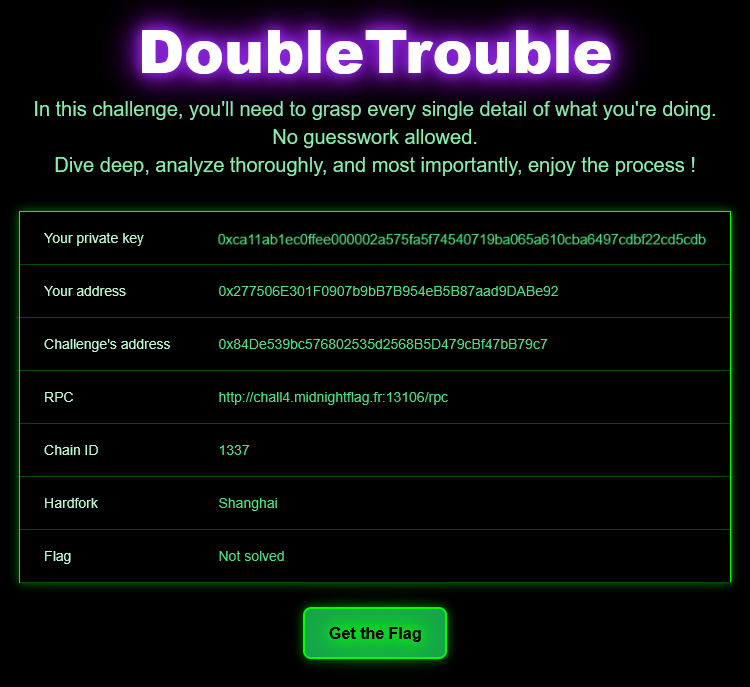 DoubleTrouble
In this challenge, you'll need to grasp every single detail of what you're doing.
No guesswork allowed.
Dive deep, analyze thoroughly, and most importantly, enjoy the process !
Your private key 0xca11ab1ec0ffee000002a575fa5f74540719ba065a610cba6497cdbf22cd5cdb
Your address 0x277506E301F0907b9bB7B954eB5B87aad9DABe92
Challenge's address 0x84De539bc576802535d2568B5D479cBf47bB79c7
RPC http://chall4.midnightflag.fr:13106/rpc
Chain ID 1337
Hardfork Shanghai
Flag Not solved
Get the Flag